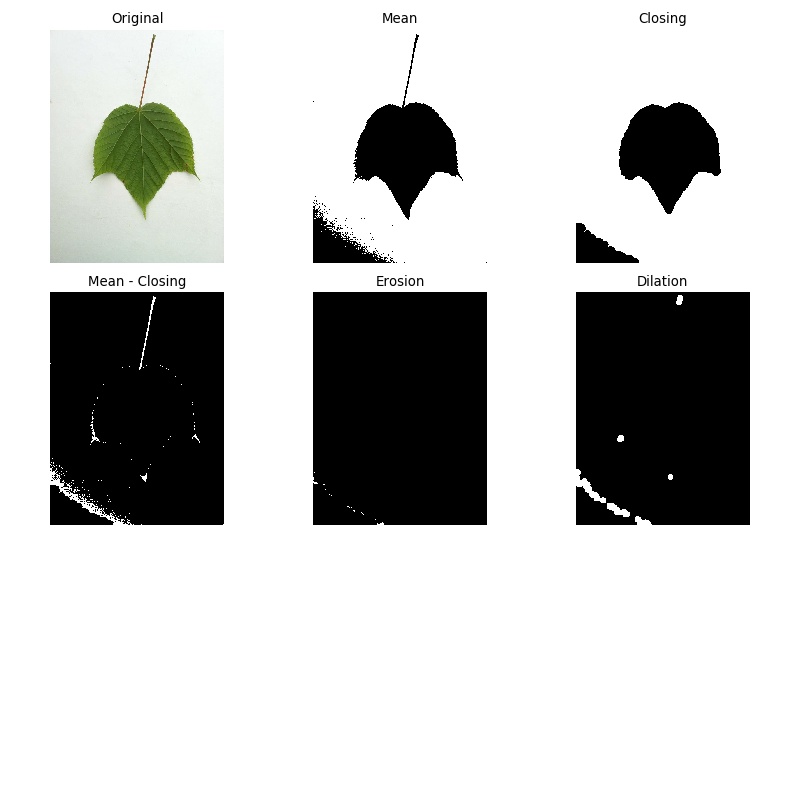 Original
Mean
Closing
Mean - Closing
Erosion
Dilation